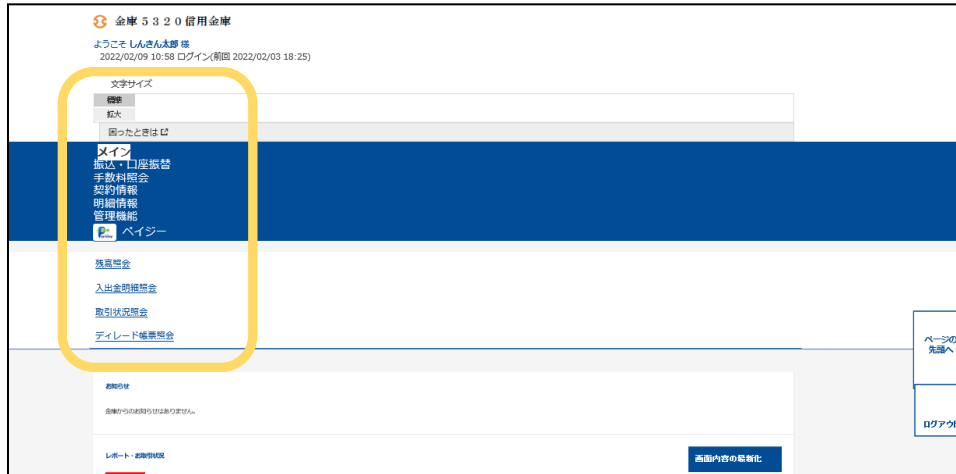 金庫５３２０信用金庫
ようこそ しんきん太郎 様
2022/02/09 10:58 ログイン(前回 2022/02/03 18:25)
文字サイズ
標準
拡大
困ったときは
メイン
振込・口座振替
手数料照会
契約情報
明細情報
管理機能
ペイジー
残高照会
入出金明細照会
取引状況照会
ディレード帳票照会
ページの
先頭へ
お知らせ
金庫からのお知らせはありません。
ログアウト
レポート・お取引状況
画面内容の最新化